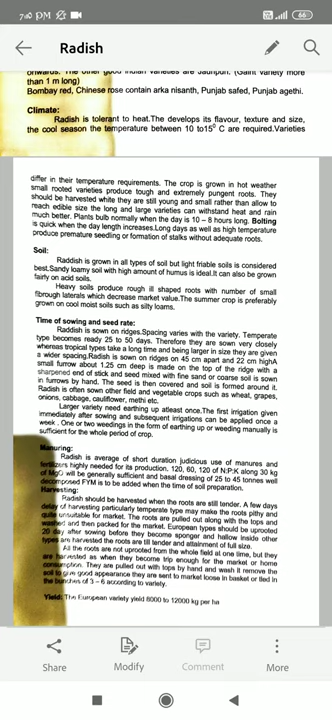 7:40 PM
66
Radish
onwards. The other good Indian varieties are Jaunpuri. (Gaint variety more
than 1 m long)
Bombay red, Chinese rose contain arka nisanth, Punjab safed, Punjab agethi.
Climate:
Radish is tolerant to heat.The develops its flavour, texture and size,
the cool season the temperature between 10 to15° C are required.Varieties
differ in their temperature requirements. The crop is grown in hot weather
small rooted varieties produce tough and extremely pungent roots. They
should be harvested white they are still young and small rather than allow to
reach edible size the long and large varieties can withstand heat and rain
much better. Plants bulb normally when the day is 10 – 8 hours long. Bolting
is quick when the day length increases.Long days as well as high temperature
produce premature seedling or formation of stalks without adequate roots.
Soil:
Raddish is grown in all types of soil but light friable soils is considered
best.Sandy loamy soil with high amount of humus is ideal.It can also be grown
fairly on acid soils.
Heavy soils produce rough ill shaped roots with number of small
fibrough laterals which decrease market value.The summer crop is preferably
grown on cool moist soils such as silty loams.
Time of sowing and seed rate:
Raddish is sown on ridges.Spacing varies with the variety. Temperate
type becomes ready 25 to 50 days. Therefore they are sown very closely
whereas tropical types take a long time and being larger in size they are given
a wider spacing.Radish is sown on ridges on 45 cm apart and 22 cm highA
small furrow about 1.25 cm deep is made on the top of the ridge with a
sharpened end of stick and seed mixed with fine sand or coarse soil is sown
in furrows by hand. The seed is then covered and soil is formed around it.
Radish is often sown other field and vegetable crops such as wheat, grapes,
onions, cabbage, cauliflower, methi etc.
Larger variety need earthing up atleast once.The first irrigation given
immediately after sowing and subsequent irrigations can be applied once a
week . One or two weedings in the form of earthing up or weeding manually is
sufficient for the whole period of crop.
Manuring:
Radish is average of short duration judicious use of manures and
fertilizers highly needed for its production. 120, 60, 120 of N:P:K along 30 kg
of MgO will be generally sufficient and basal dressing of 25 to 45 tonnes well
decomposed FYM is to be added when the time of soil preparation.
Harvesting:
Radish should be harvested when the roots are still tender. A few days
delay of harvesting particularly temperate type may make the roots pithy and
quite unsuitable for market. The roots are pulled out along with the tops and
washed and then packed for the market. European types should be uprooted
20 day after sowing before they become sponger and hallow inside other
types are harvested the roots are till tender and attainment of full size.
All the roots are not uprooted from the whole field at one time, but they
are harvested as when they become trip enough for the market or home
consumption. They are pulled out with tops by hand and wash it remove the
soil to give good appearance they are sent to market loose in basket or tied in
the bunches of 3 – 6 according to variety.
Yield: The European variety yield 8000 to 12000 kg per ha
Share
Modify
Comment
More